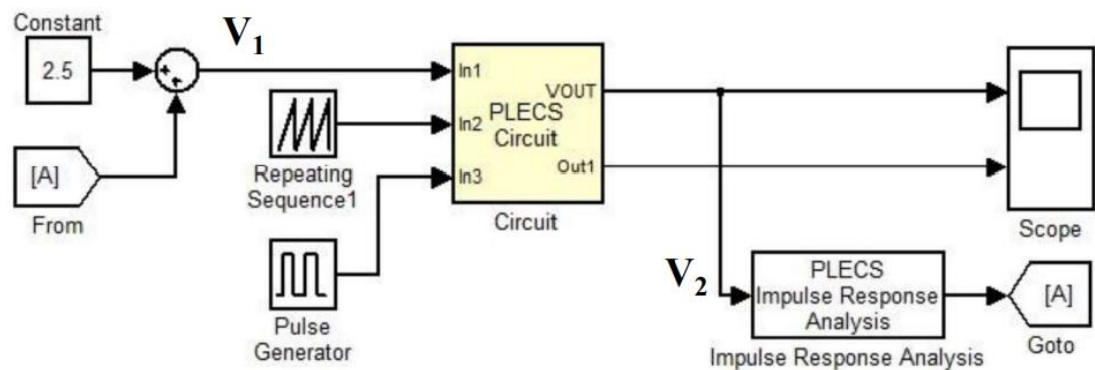 Constant
2.5
V1
[A]
From
Repeating
Sequence1
Pulse
Generator
In1
In2
In3
VOUT
PLECS
Circuit
Out1
Circuit
Scope
V2
PLECS
Impulse Response
Analysis
Impulse Response Analysis
[A]
Goto